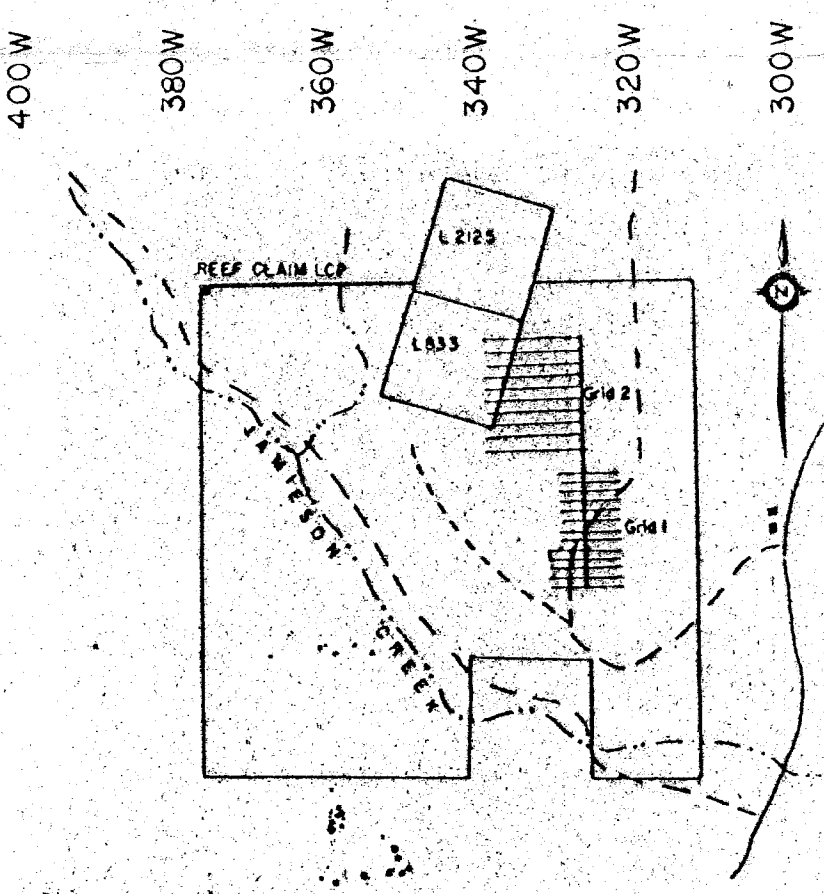 400W
380W
360W
340W
320W
300W
REEF CLAIM LCP
L 2125
L 833
Grid 2
Grid 1
JAMIESON CREEK
N